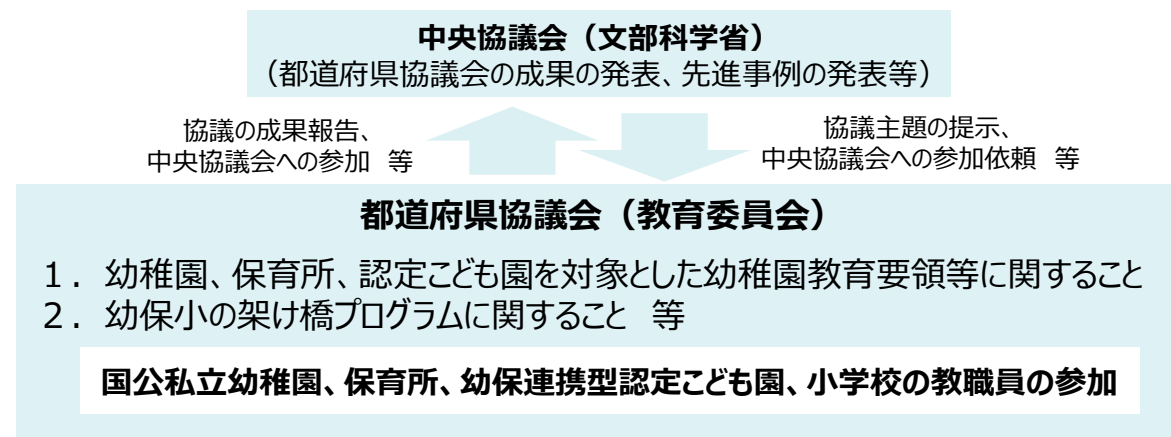 中央協議会（文部科学省）
（都道府県協議会の成果の発表、先進事例の発表等）
協議の成果報告、
中央協議会への参加　等
協議主題の提示、
中央協議会への参加依頼　等
都道府県協議会（教育委員会）
１．幼稚園、保育所、認定こども園を対象とした幼稚園教育要領等に関すること
２．幼保小の架け橋プログラムに関すること　等
国公私立幼稚園、保育所、幼保連携型認定こども園、小学校の教職員の参加